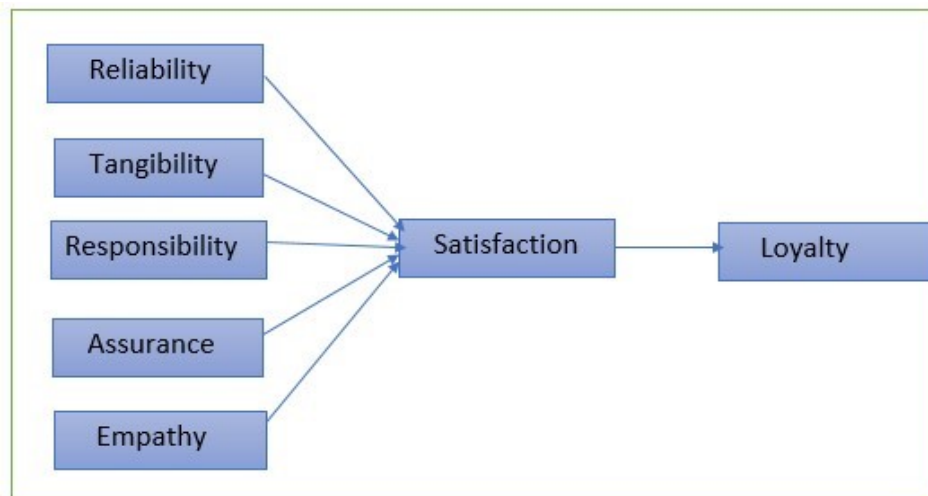 Reliability
Tangibility
Responsibility
Assurance
Empathy
Satisfaction
Loyalty